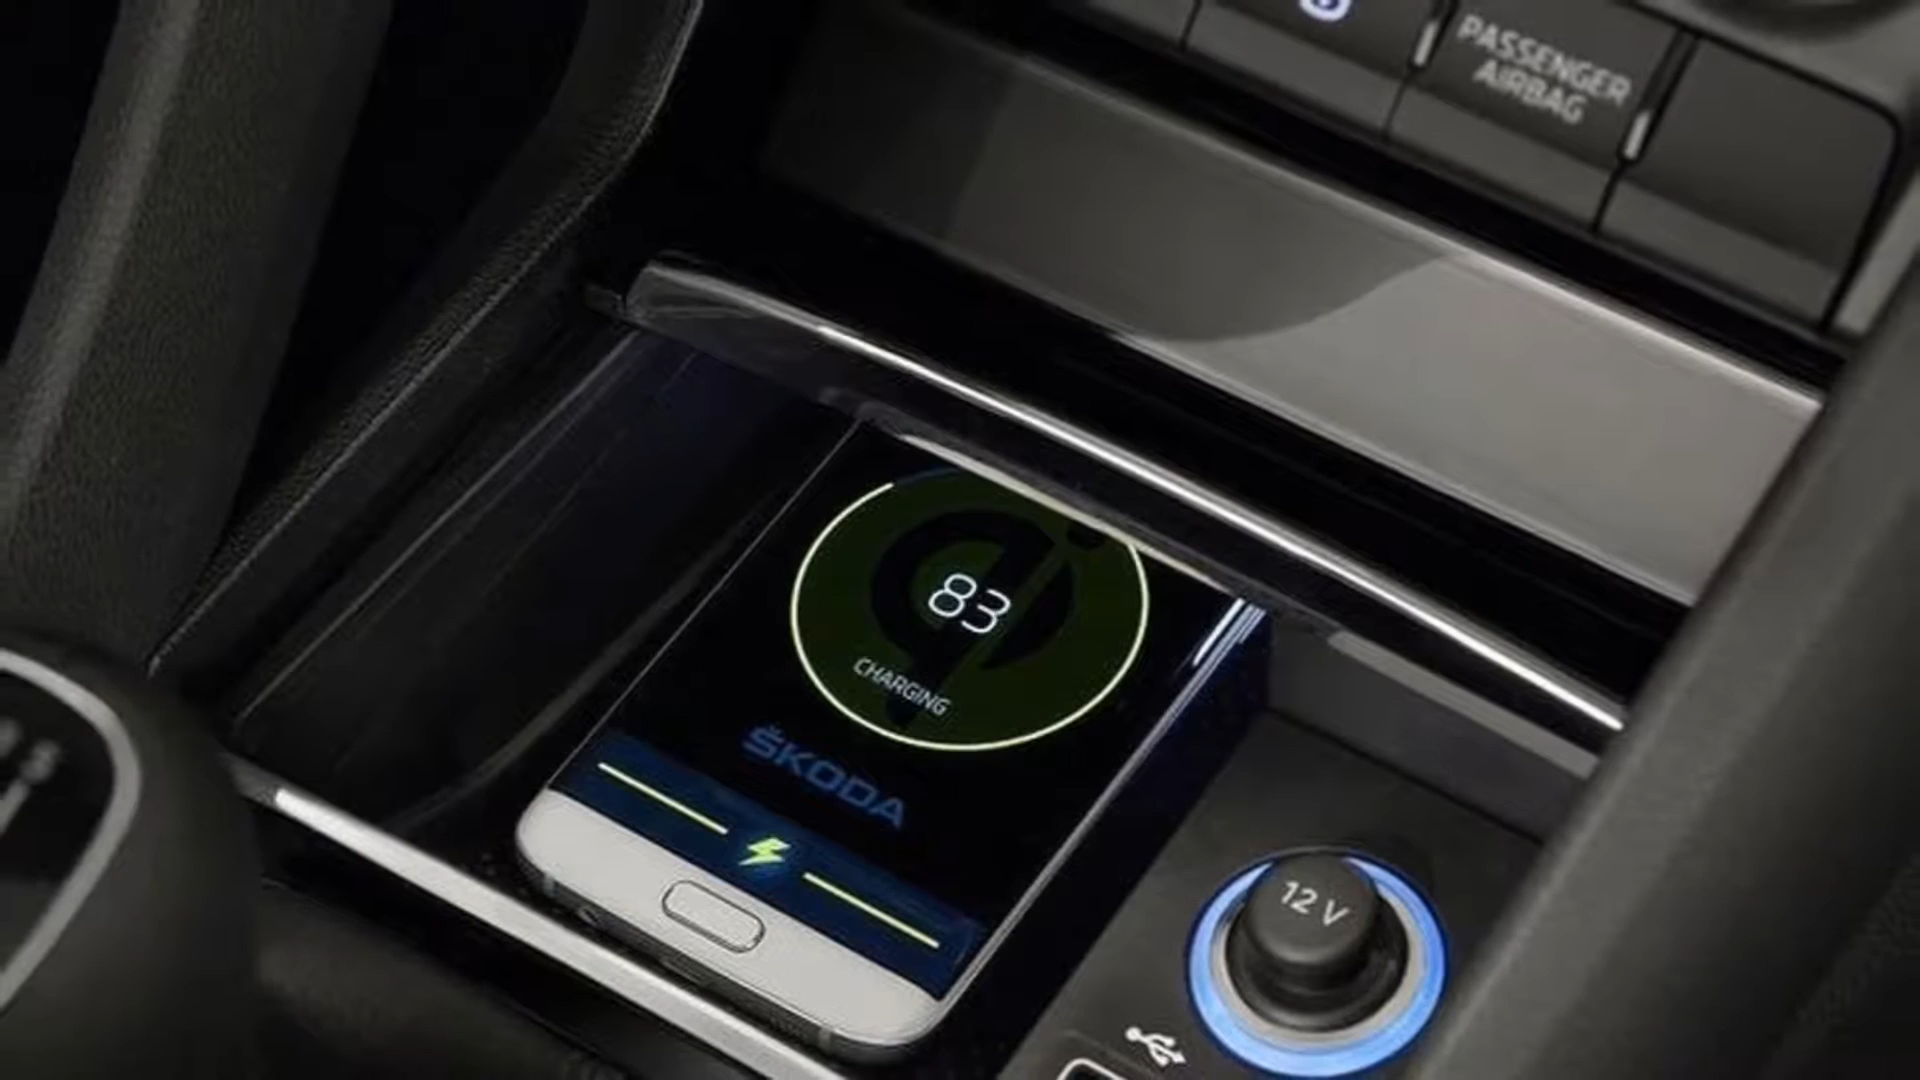 PASSENGER
AIRBAG
83
CHARGING
ŠKODA
12 V